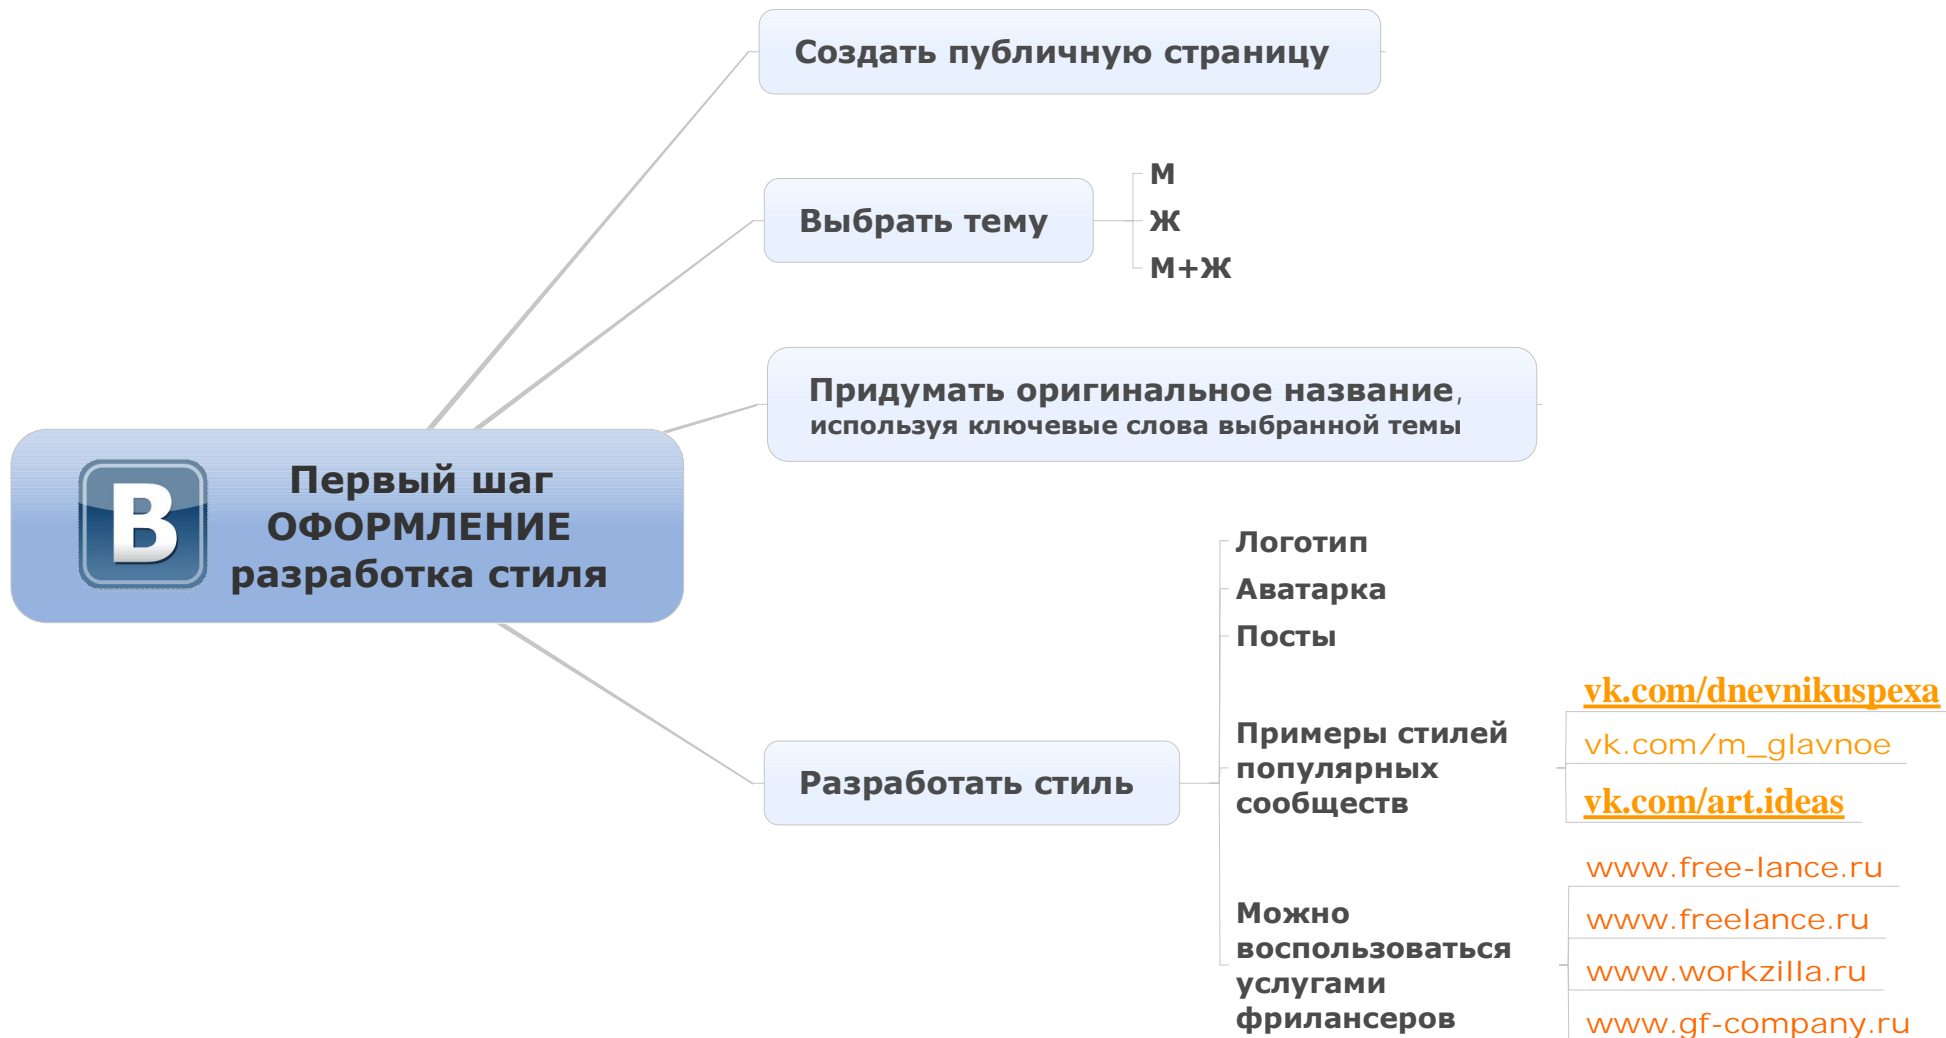 Создать публичную страницу
Выбрать тему
М
Ж
М+Ж
Придумать оригинальное название,
используя ключевые слова выбранной темы
В
Первый шаг
ОФОРМЛЕНИЕ
разработка стиля
Разработать стиль
Логотип
Аватарка
Посты
Примеры стилей
популярных
сообществ
vk.com/dnevnikuspexa
vk.com/m_glavnoe
vk.com/art.ideas
Можно
воспользоваться
услугами
фрилансеров
www.free-lance.ru
www.freelance.ru
www.workzilla.ru
www.gf-company.ru